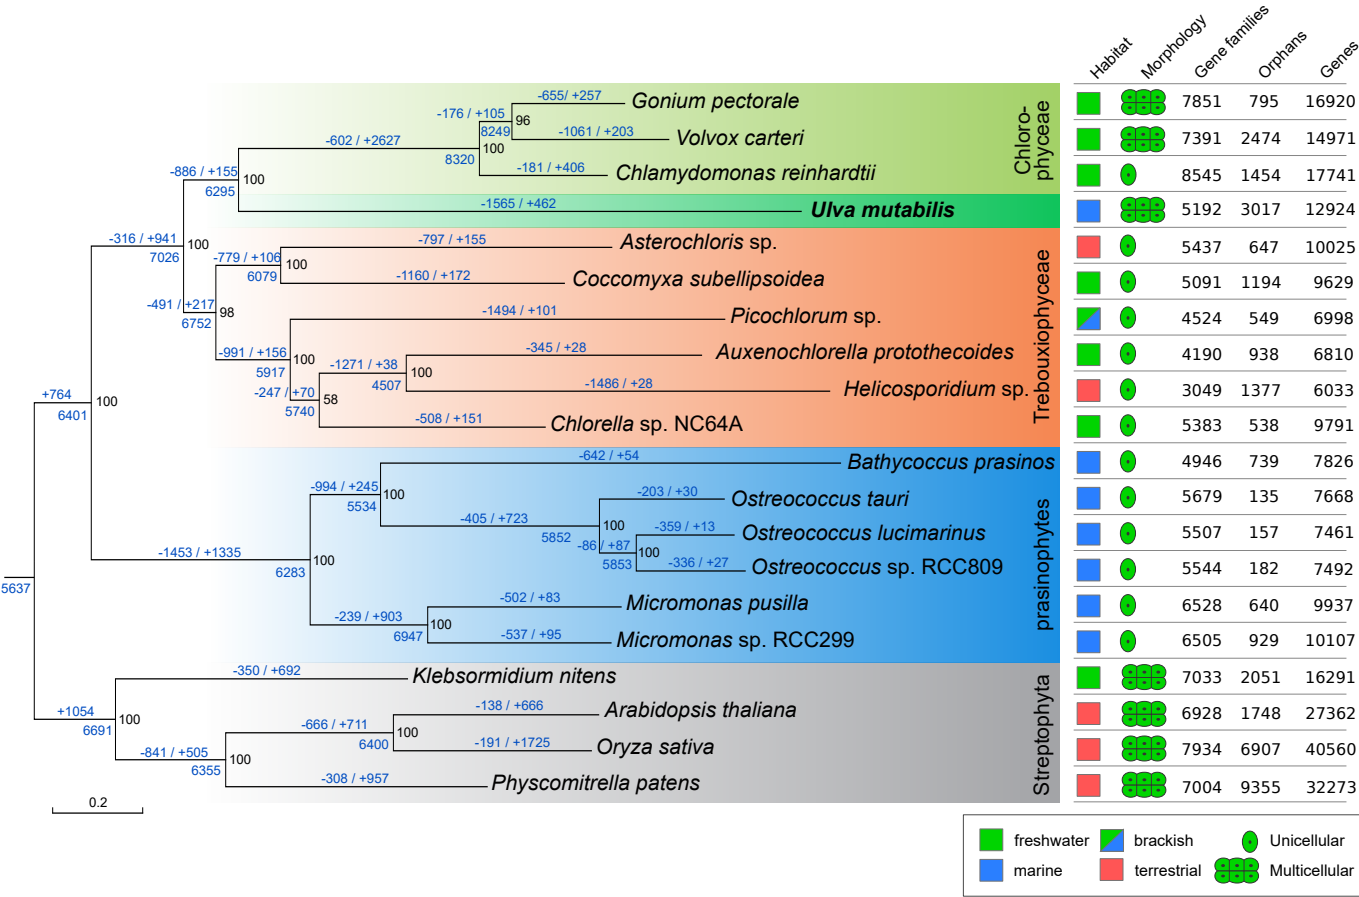 Habitat
Morphology
Gene families
Orphans
Genes
-655/ +257
Gonium pectorale
7851 795 16920
-176 / +105
96
8249
-1061 / +203
Volvox carteri
7391 2474 14971
-602 / +2627
100
8320
-181 / +406
Chlamydomonas reinhardtii
8545 1454 17741
Chloro-
phyceae
-886 / +155
100
6295
-1565 / +462
Ulva mutabilis
5192 3017 12924
-316 / +941
100
7026
-797 / +155
Asterochloris sp.
5437 647 10025
-779 / +106
100
6079
-1160 / +172
Coccomyxa subellipsoidea
5091 1194 9629
-491 / +217
98
6752
-1494 / +101
Picochlorum sp.
4524 549 6998
-991 / +156
100
5917
-345 / +28
Auxenochlorella protothecoides
4190 938 6810
-1271 / +38
100
4507
-1486 / +28
Helicosporidium sp.
3049 1377 6033
-247 / +70
58
5740
-508 / +151
Chlorella sp. NC64A
5383 538 9791
Trebouxiophyceae
+764
100
6401
-642 / +54
Bathycoccus prasinos
4946 739 7826
-994 / +245
100
5534
-203 / +30
Ostreococcus tauri
5679 135 7668
-405 / +723
100
5852
-359 / +13
Ostreococcus lucimarinus
5507 157 7461
-86 / +87
100
5853
-336 / +27
Ostreococcus sp. RCC809
5544 182 7492
-1453 / +1335
100
6283
-502 / +83
Micromonas pusilla
6528 640 9937
-239 / +903
100
6947
-537 / +95
Micromonas sp. RCC299
6505 929 10107
prasinophytes
5637
-350 / +692
Klebsormidium nitens
7033 2051 16291
+1054
100
6691
-138 / +666
Arabidopsis thaliana
6928 1748 27362
-666 / +711
100
6400
-191 / +1725
Oryza sativa
7934 6907 40560
-841 / +505
100
6355
-308 / +957
Physcomitrella patens
7004 9355 32273
Streptophyta
0.2
freshwater brackish Unicellular
marine terrestrial Multicellular